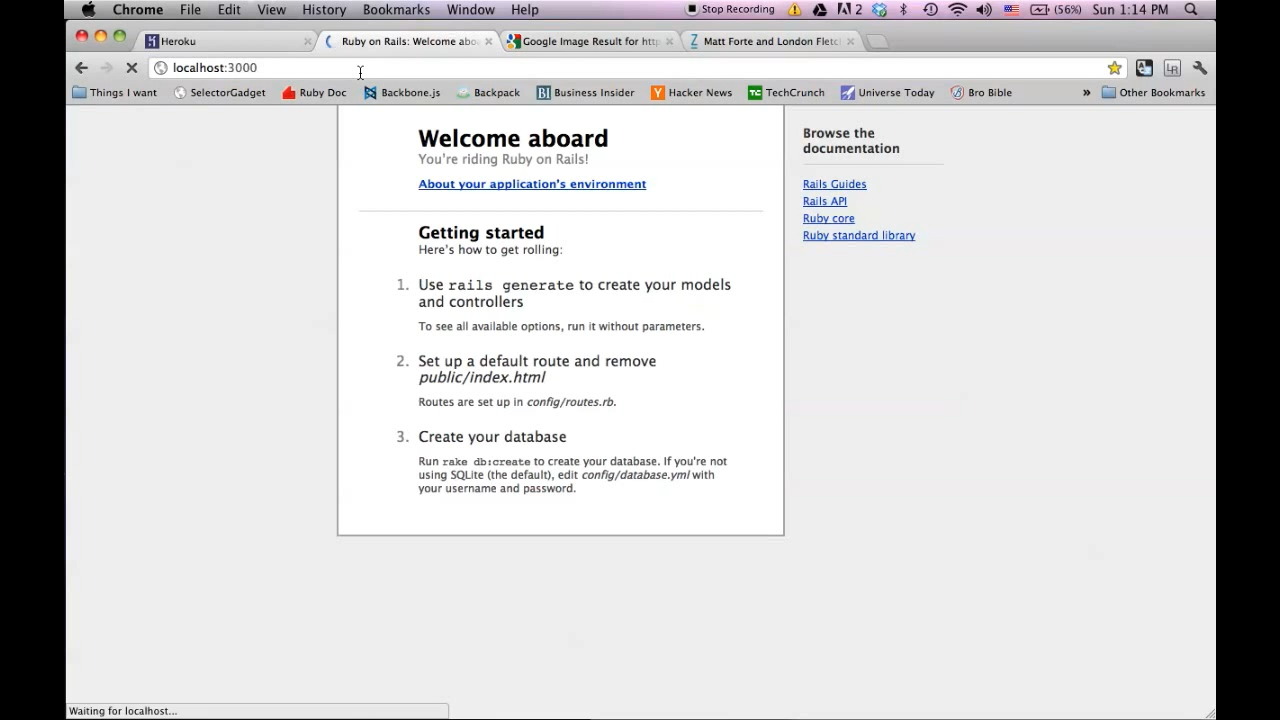 Chrome File Edit View History Bookmarks Window Help Stop Recording 2 (56%) Sun 1:14 PM
Heroku
Ruby on Rails: Welcome abo
Google Image Result for http
Matt Forte and London Fletch
localhost:3000
Things I want SelectorGadget Ruby Doc Backbone.js Backpack Business Insider Hacker News TechCrunch Universe Today Bro Bible » Other Bookmarks
Welcome aboard
You're riding Ruby on Rails!
About your application's environment
Getting started
Here's how to get rolling:
1. Use rails generate to create your models
and controllers
To see all available options, run it without parameters.
2. Set up a default route and remove
public/index.html
Routes are set up in config/routes.rb.
3. Create your database
Run rake db:create to create your database. If you're not
using SQLite (the default), edit config/database.yml with
your username and password.
Browse the
documentation
Rails Guides
Rails API
Ruby core
Ruby standard library
Waiting for localhost...